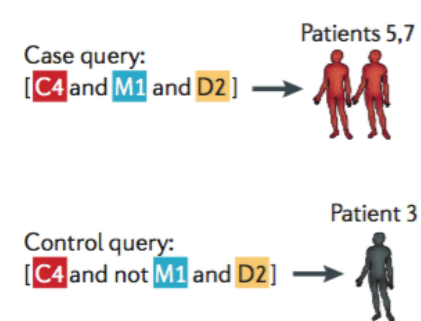 Patients 5,7
Case query:
[C4 and M1 and D2]
Patient 3
Control query:
[C4 and not M1 and D2]